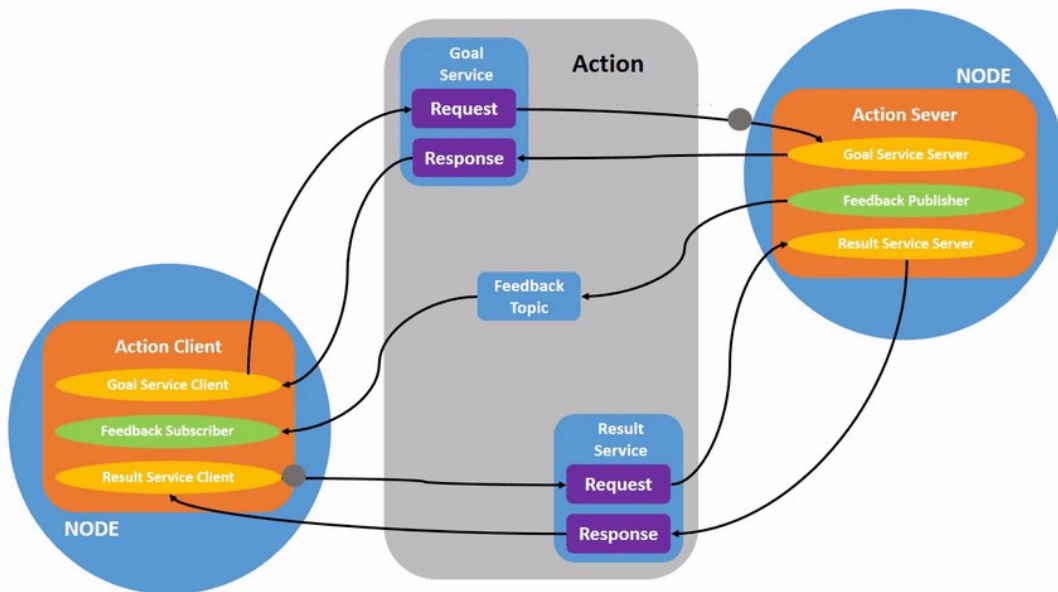 Goal
Service
Request
Response
Action
NODE
Action Sever
Goal Service Server
Feedback Publisher
Result Service Server
Feedback
Topic
Action Client
Goal Service Client
Feedback Subscriber
Result Service Client
NODE
Result
Service
Request
Response